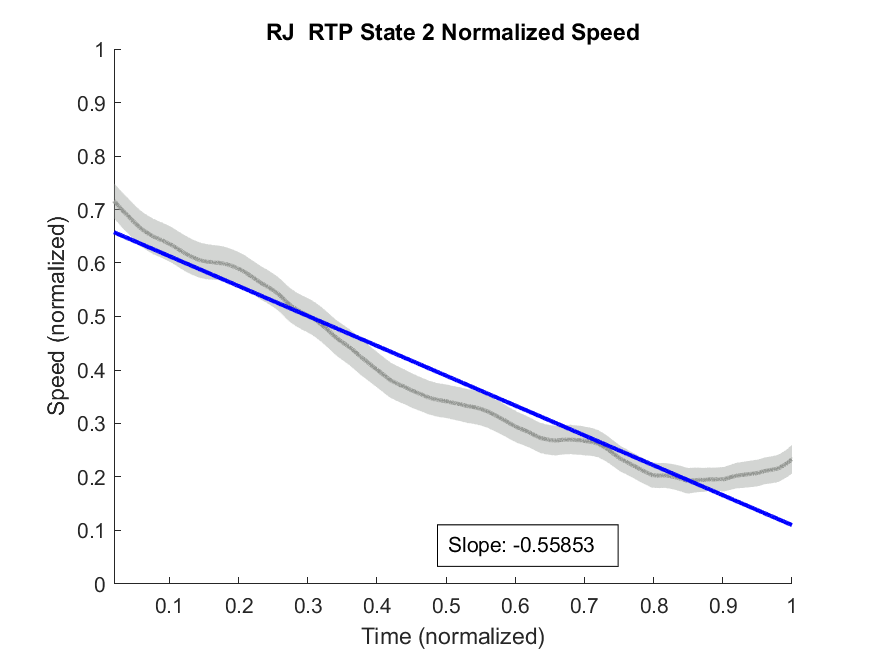 RJ  RTP State 2 Normalized Speed
1
0.9
0.8
0.7
0.6
0.5
0.4
0.3
0.2
0.1
0
Speed (normalized)
Slope: -0.55853
0.1 0.2 0.3 0.4 0.5 0.6 0.7 0.8 0.9 1
Time (normalized)